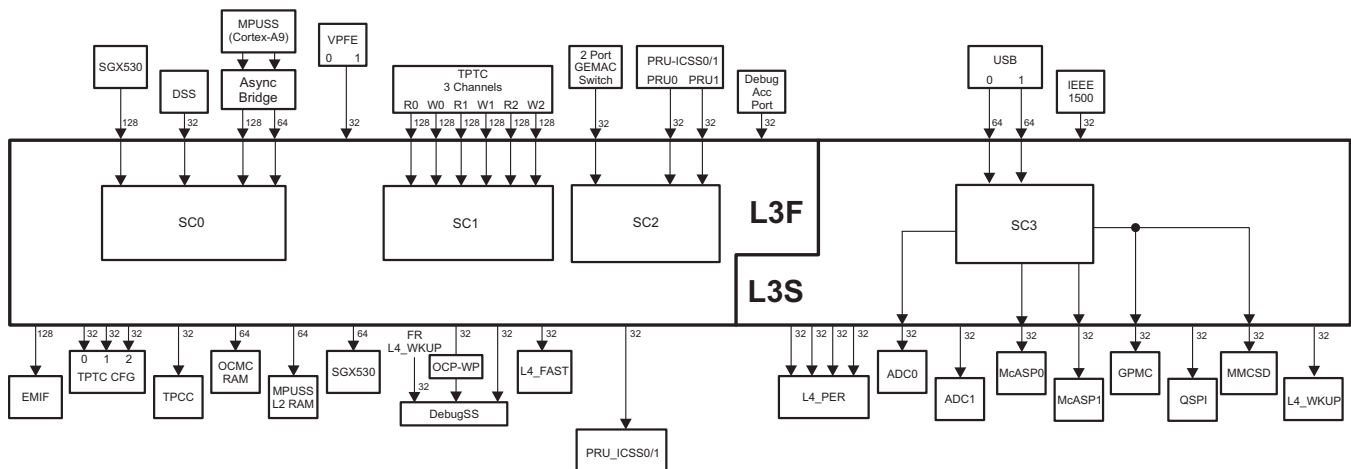 MPUSS
(Cortex-A9)
VPFE
0 1
SGX530
DSS
Async
Bridge
TPTC
3 Channels
R0 W0 R1 W1 R2 W2
2 Port
GEMAC
Switch
PRU-ICSS0/1
PRU0 PRU1
Debug
Acc
Port
USB
0 1
IEEE
1500
128 32 128 64 32 128 128 128 128 128 128 32 32 32 32 64 64 32
SC0
SC1
SC2
L3F
SC3
L3S
128 32 32 32 32 64 64 64 32 32 32 32 32 32 32 32 32 32 32 32 32 32 32 32 32
FR
L4_WKUP
32
0 1 2
TPTC CFG
EMIF
TPCC
OCMC
RAM
MPUSS
L2 RAM
SGX530
OCP-WP
DebugSS
L4_FAST
PRU_ICSS0/1
L4_PER
ADC0
ADC1
McASP0
McASP1
GPMC
QSPI
MMCSD
L4_WKUP